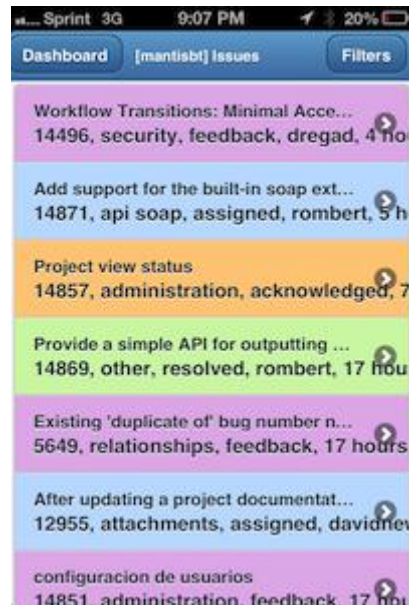 Sprint 3G 9:07 PM 20%
Dashboard [mantisbt] Issues Filters
Workflow Transitions: Minimal Acce...
14496, security, feedback, dregad, 4
Add support for the built-in soap ext...
14871, api soap, assigned, rombert, 5 h
Project view status
14857, administration, acknowledged, 7
Provide a simple API for outputting ...
14869, other, resolved, rombert, 17 hou
Existing 'duplicate of' bug number n...
5649, relationships, feedback, 17 hours
After updating a project documentat...
12955, attachments, assigned, davidnew
configuracion de usuarios
14851, administration, feedback, 17 hou